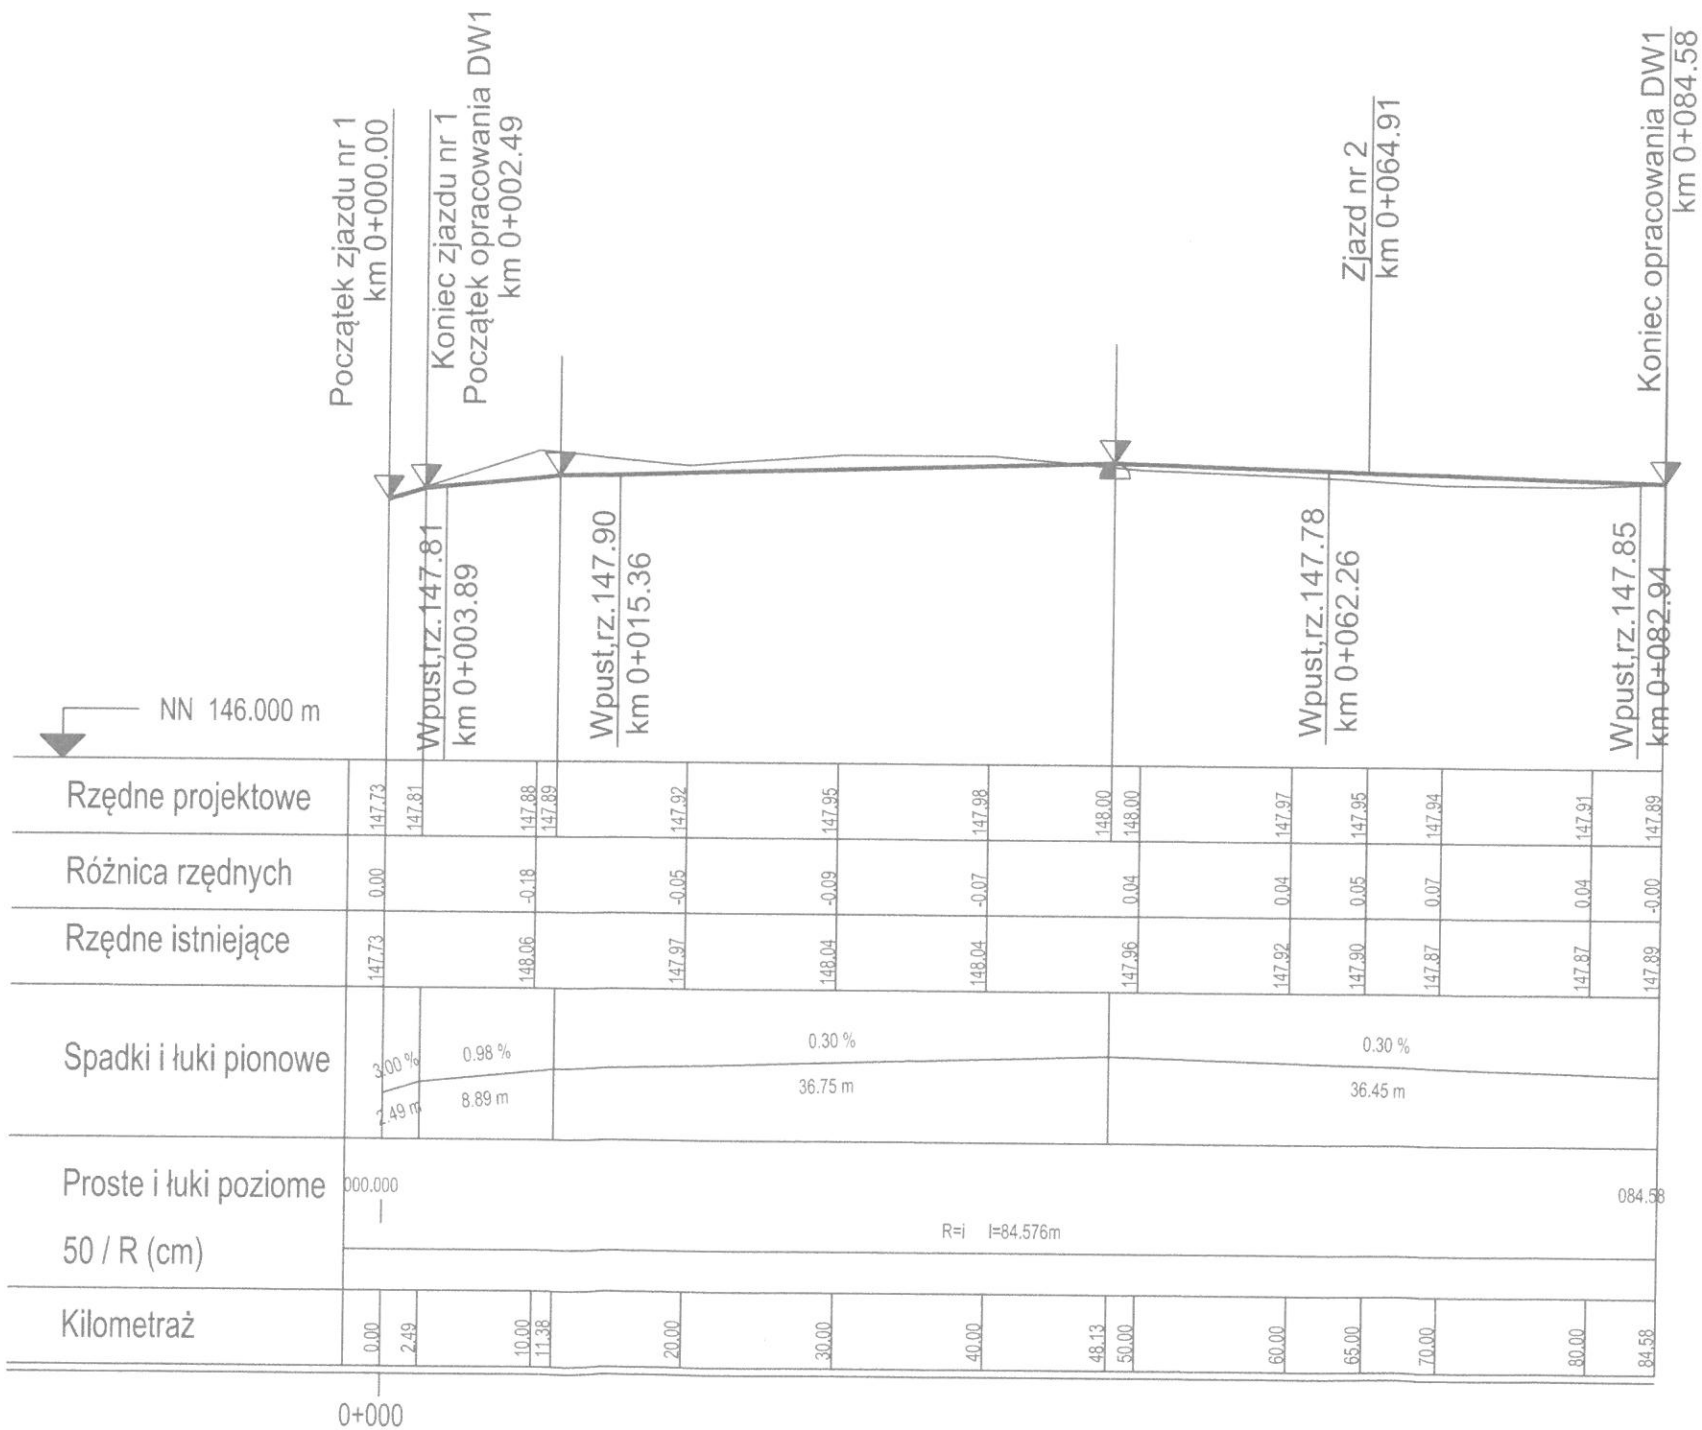 Początek zjazdu nr 1
km 0+000.00
Koniec zjazdu nr 1
Początek opracowania DW1
km 0+002.49
Zjazd nr 2
km 0+064.91
Koniec opracowania DW1
km 0+084.58
Wpust,rz.147.81
km 0+003.89
Wpust,rz.147.90
km 0+015.36
Wpust,rz.147.78
km 0+062.26
Wpust,rz.147.85
km 0+082.94
NN 146.000 m
Rzędne projektowe 147.73 147.81 147.88 147.89 147.92 147.95 147.98 148.00 148.00 147.97 147.95 147.94 147.91 147.89
Różnica rzędnych 0.00 -0.18 -0.05 -0.09 -0.07 0.04 0.04 0.05 0.07 0.04 -0.00
Rzędne istniejące 147.73 148.06 147.97 148.04 148.04 147.96 147.92 147.90 147.87 147.87 147.89
Spadki i łuki pionowe
3.00 % 0.98 % 0.30 % 0.30 %
2.49 m 8.89 m 36.75 m 36.45 m
Proste i łuki poziome 000.000 084.58
R=i l=84.576m
50 / R (cm)
Kilometraż 0.00 2.49 10.00 11.38 20.00 30.00 40.00 48.13 50.00 60.00 65.00 70.00 80.00 84.58
0+000